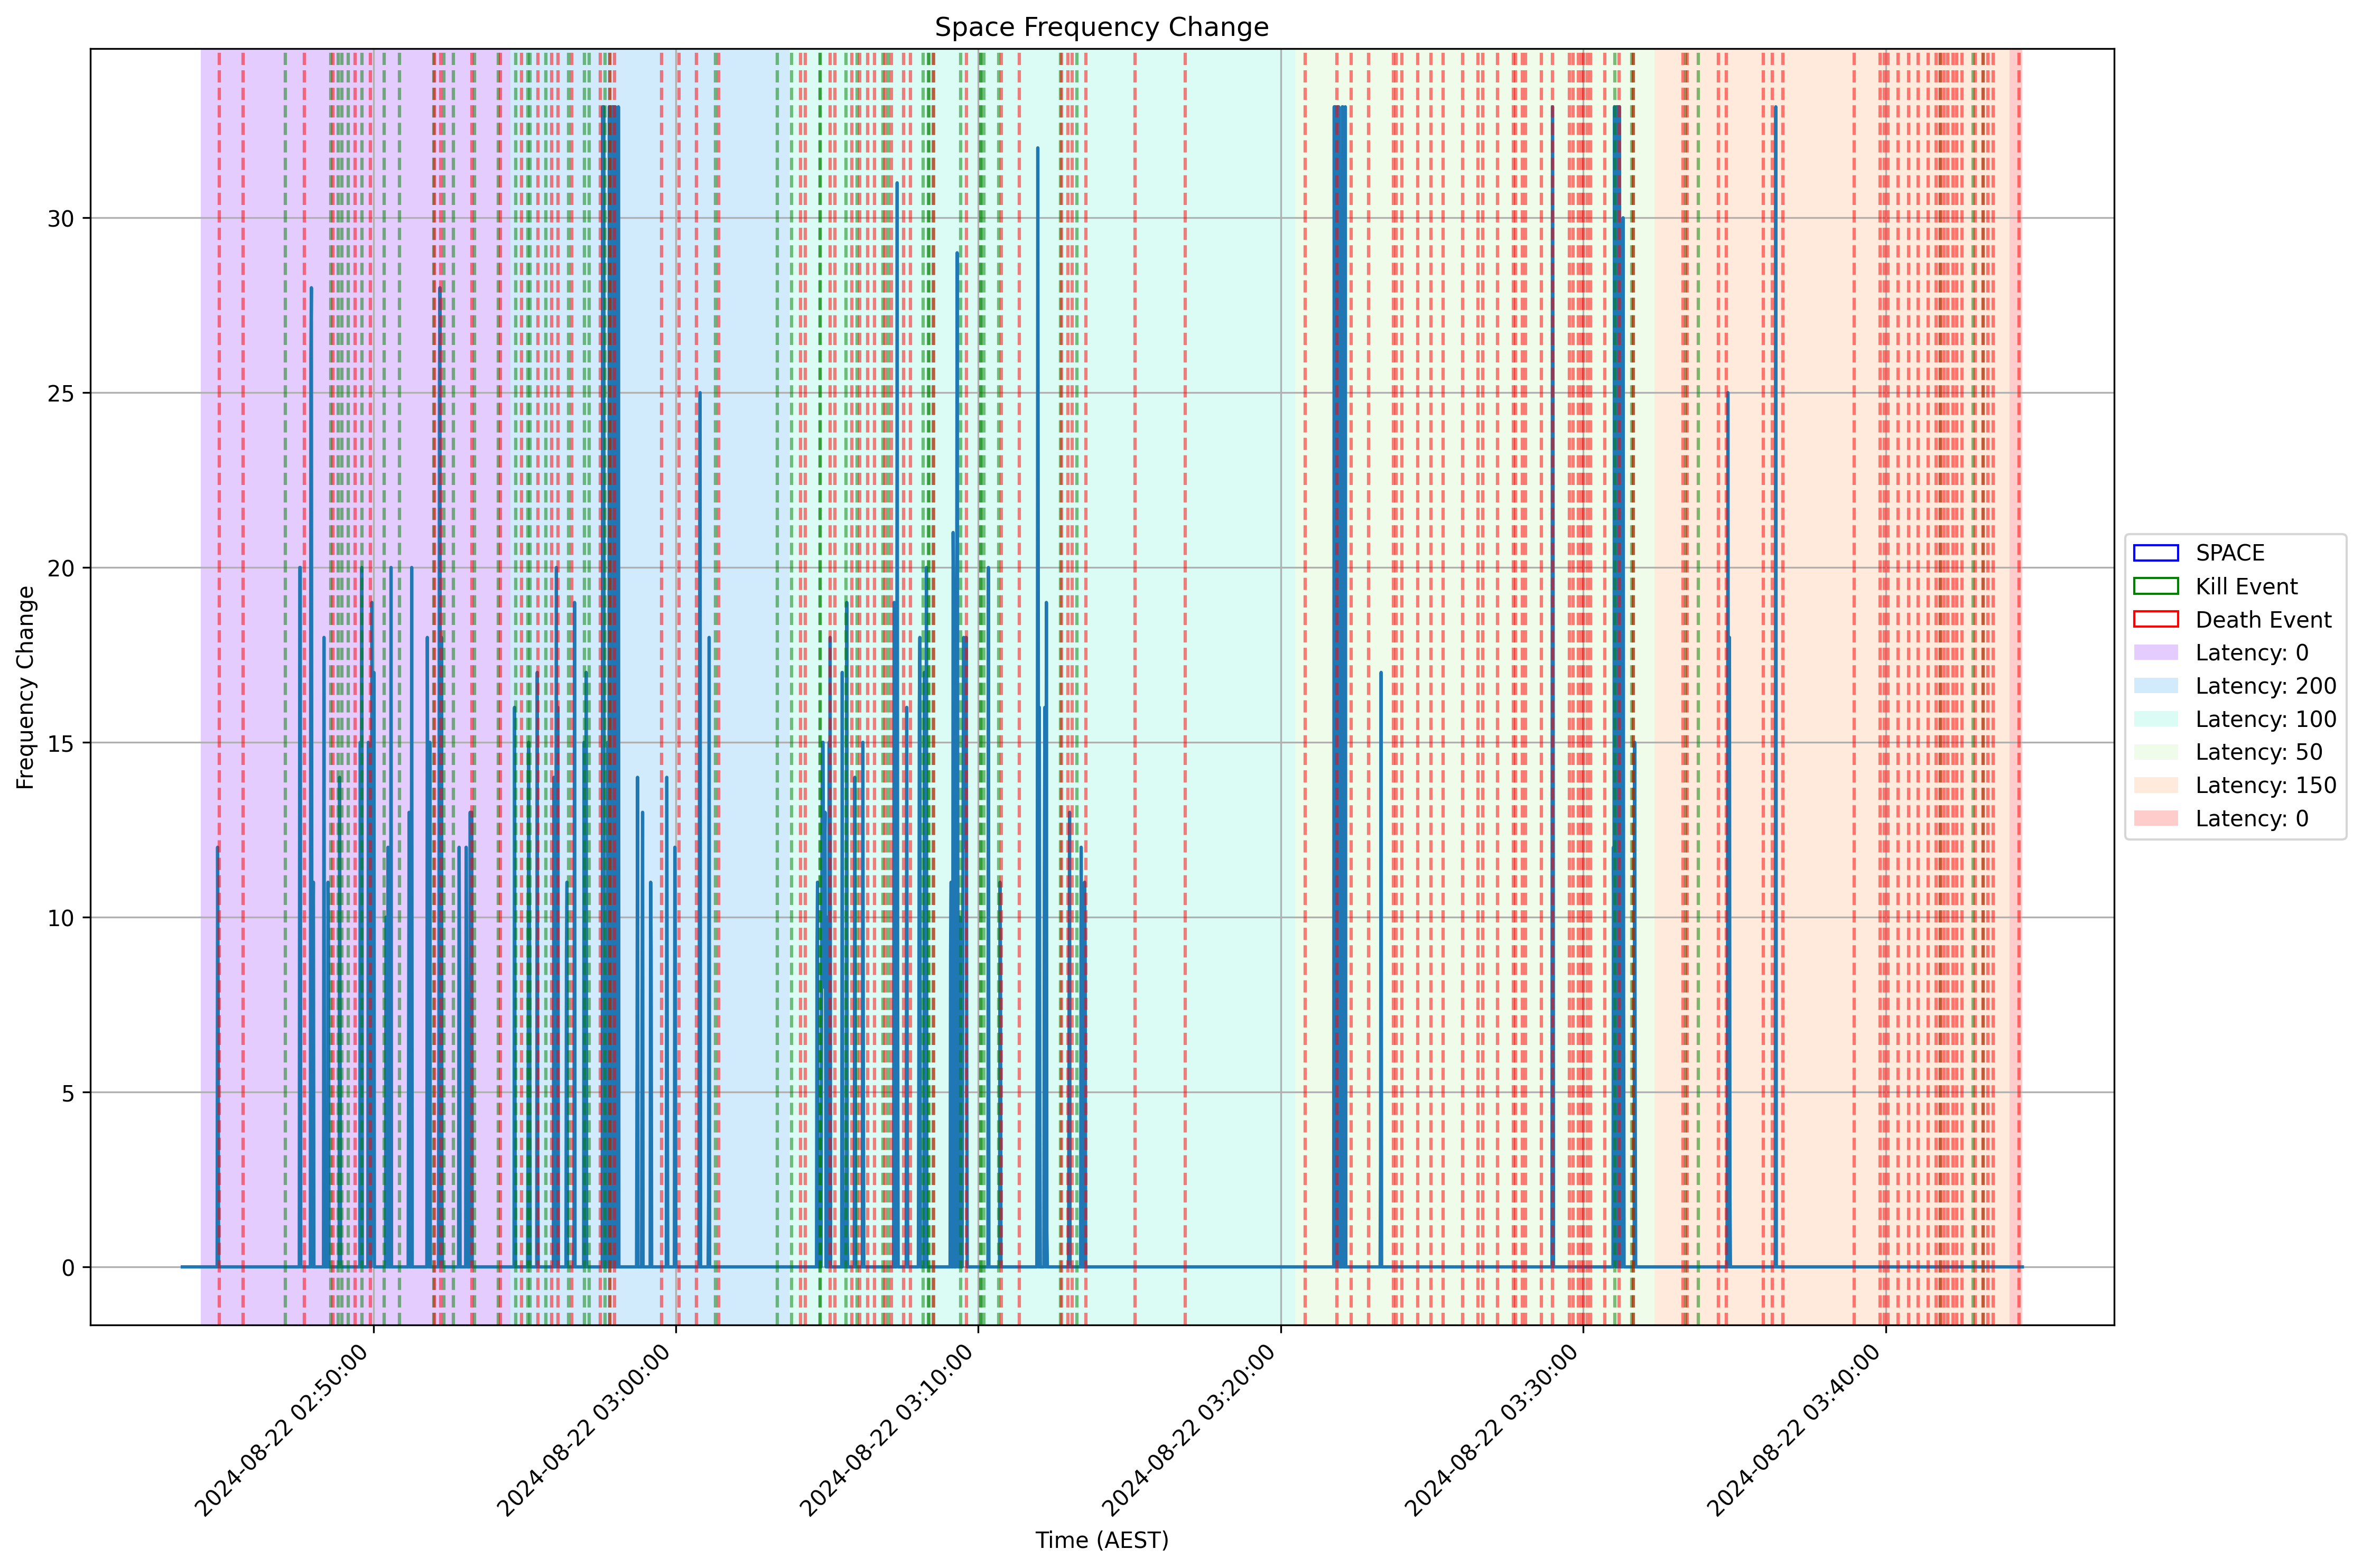 Space Frequency Change
Frequency Change
30
25
20
15
10
5
0
2024-08-22 02:50:00
2024-08-22 03:00:00
2024-08-22 03:10:00
2024-08-22 03:20:00
2024-08-22 03:30:00
2024-08-22 03:40:00
Time (AEST)
SPACE
Kill Event
Death Event
Latency: 0
Latency: 200
Latency: 100
Latency: 50
Latency: 150
Latency: 0